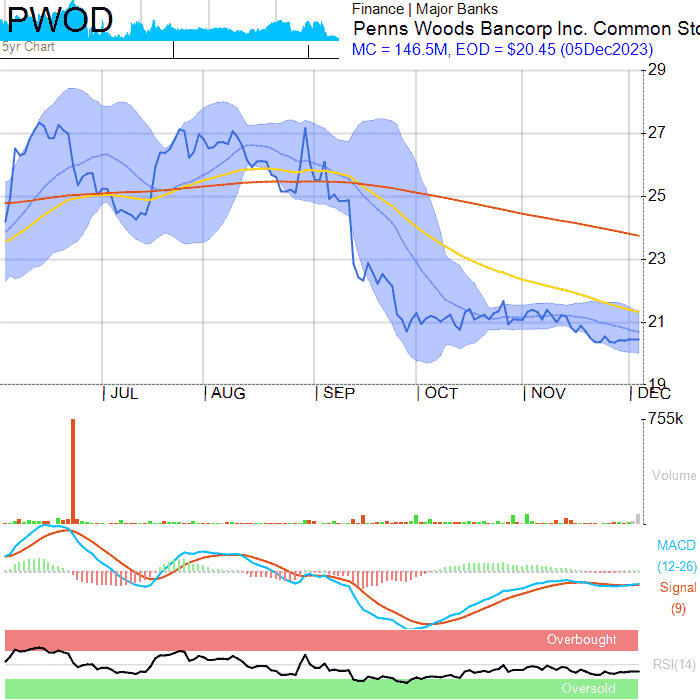 PWOD
5yr Chart
Finance | Major Banks
Penns Woods Bancorp Inc. Common Sto
MC = 146.5M, EOD = $20.45 (05Dec2023)
29
27
25
23
21
19
JUL AUG SEP OCT NOV DEC
755k
Volume
MACD
(12-26)
Signal
(9)
Overbought
RSI(14)
Oversold